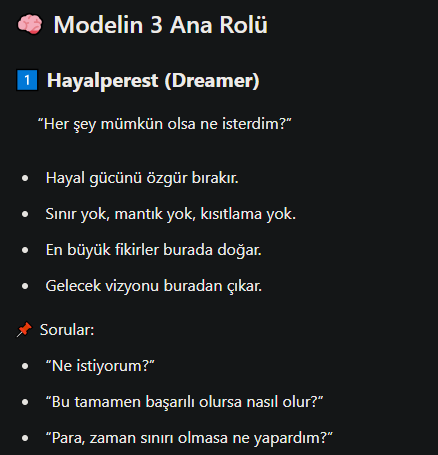 🧠 Modelin 3 Ana Rolü
1️⃣ Hayalperest (Dreamer)
“Her şey mümkün olsa ne isterdim?”
• Hayal gücünü özgür bırakır.
• Sınır yok, mantık yok, kısıtlama yok.
• En büyük fikirler burada doğar.
• Gelecek vizyonu buradan çıkar.
📌 Sorular:
• “Ne istiyorum?”
• “Bu tamamen başarılı olursa nasıl olur?”
• “Para, zaman sınırı olmasa ne yapardım?”